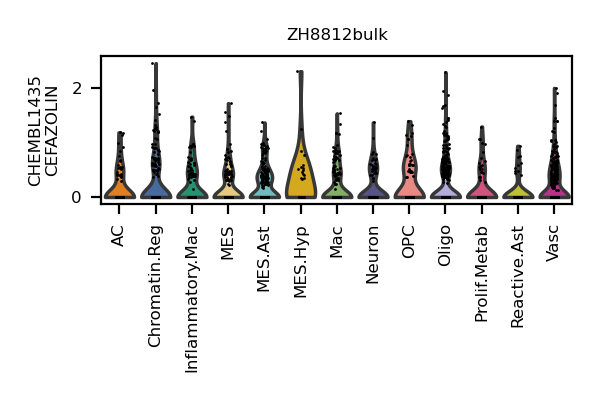 ZH8812bulk
CHEMBL1435
CEFAZOLIN
2
0
AC
Chromatin.Reg
Inflammatory.Mac
MES
MES.Ast
MES.Hyp
Mac
Neuron
OPC
Oligo
Prolif.Metab
Reactive.Ast
Vasc